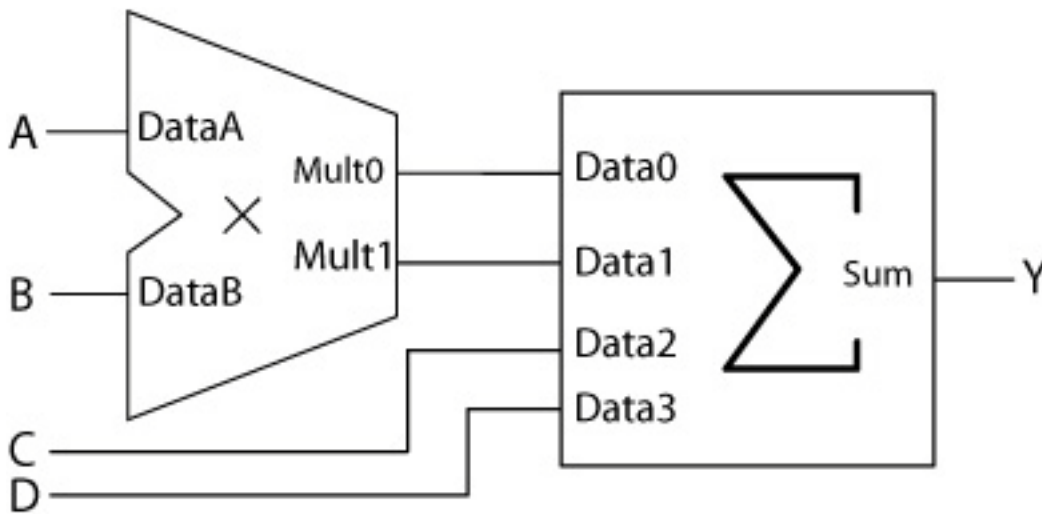 A
DataA
Mult0
Mult1
B
DataB
C
D
Data0
Data1
Data2
Data3
Sum
Y